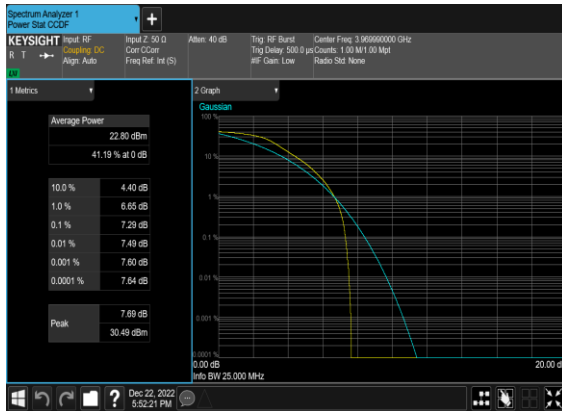 Spectrum Analyzer 1
Power Stat CCDF
+
KEYSIGHT Input: RF Input Z: 50 Ω Atten: 40 dB Trig: RF Burst Center Freq: 3.969990000 GHz
R T Coupling: DC Corr CCorr Trig Delay: 500.0 µs Counts: 1.00 M/1.00 Mpt
Align: Auto Freq Ref: Int (S) #IF Gain: Low Radio Std: None
1 Metrics
2 Graph
Gaussian
Average Power
22.80 dBm
41.19 % at 0 dB
10.0 % 4.40 dB
1.0 % 6.65 dB
0.1 % 7.29 dB
0.01 % 7.49 dB
0.001 % 7.60 dB
0.0001 % 7.64 dB
Peak 7.69 dB
30.49 dBm
100 %
10 %
1 %
0.1 %
0.01 %
0.001 %
0.0001 %
0.00 dB 20.00 d
Info BW 25.000 MHz
? Dec 22, 2022
5:52:21 PM